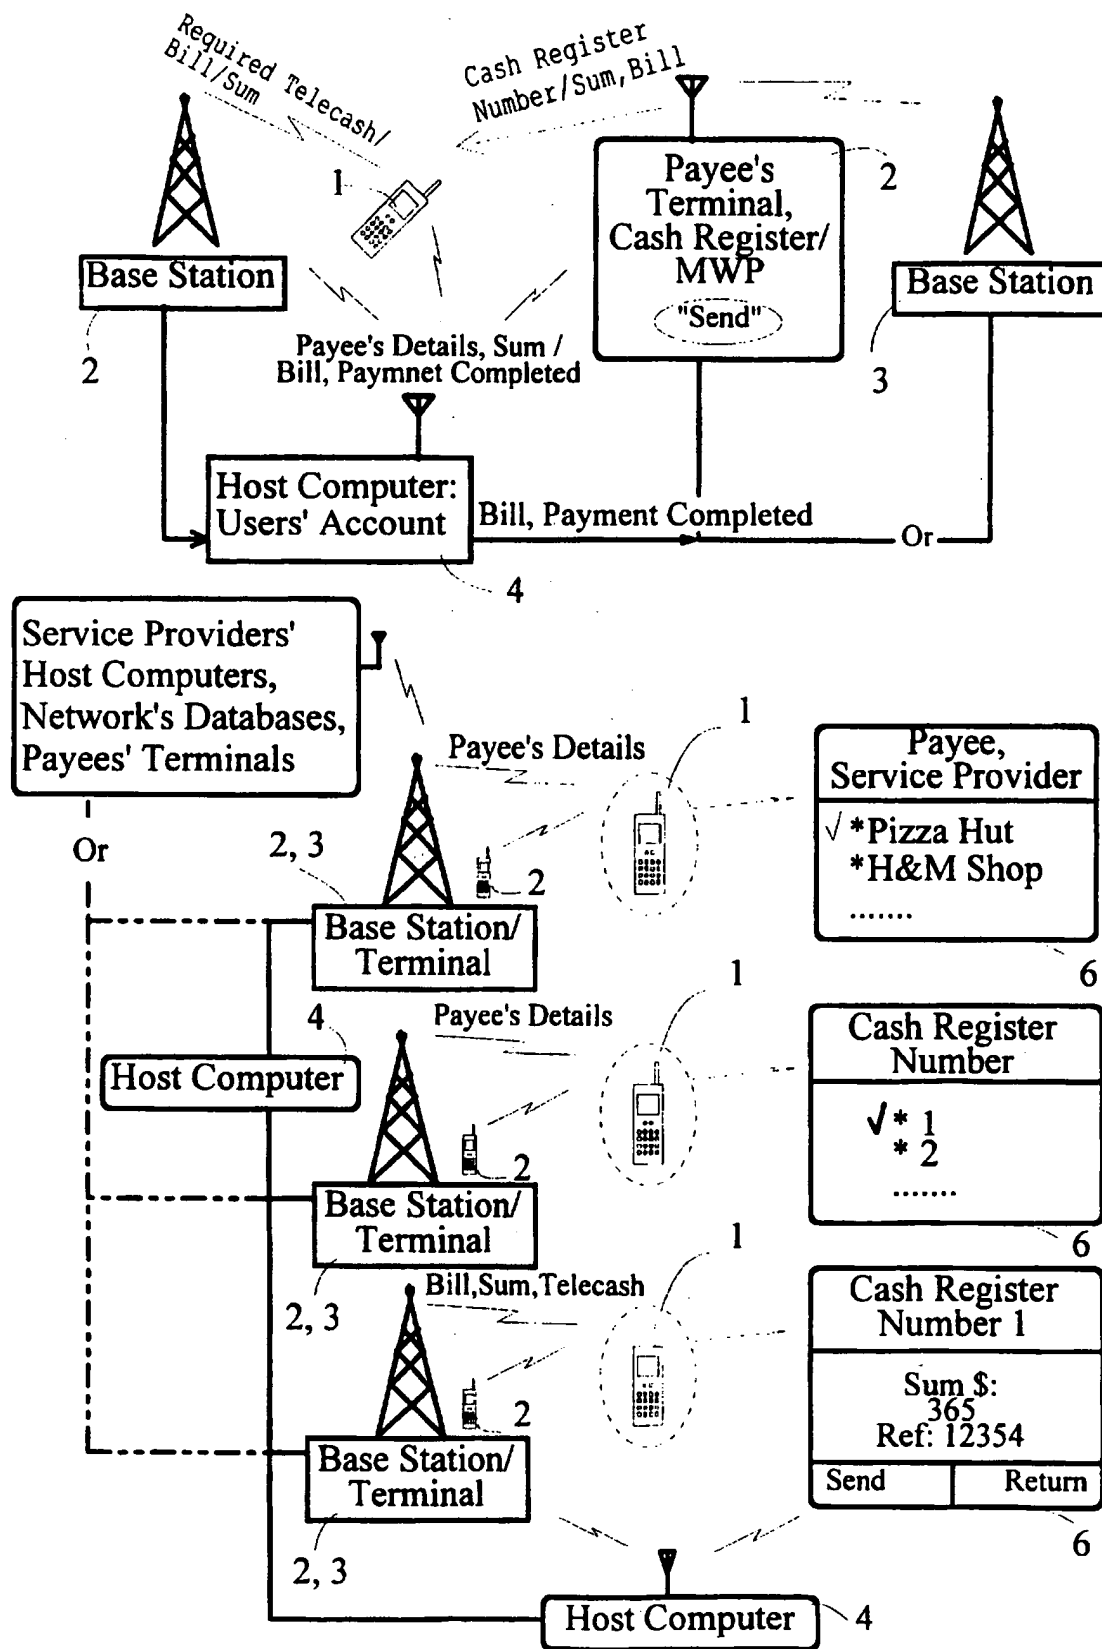 Required Telecash/
Bill/Sum
Cash Register
Number/Sum,Bill
1
Payee's
Terminal,
Cash Register/
MWP
"Send"
2
Base Station
2
Base Station
3
Payee's Details, Sum /
Bill, Paymnet Completed
Host Computer:
Users' Account
Bill, Payment Completed
Or
4
Service Providers'
Host Computers,
Network's Databases,
Payees' Terminals
Or
Payee's Details
1
2, 3
2
Base Station/
Terminal
Payee,
Service Provider
√ *Pizza Hut
*H&M Shop
.......
6
4
Host Computer
Payee's Details
1
2
Base Station/
Terminal
2, 3
Cash Register
Number
√ * 1
* 2
.......
6
Bill,Sum,Telecash
1
2
Base Station/
Terminal
2, 3
Cash Register
Number 1
Sum $:
365
Ref: 12354
Send
Return
6
Host Computer
4